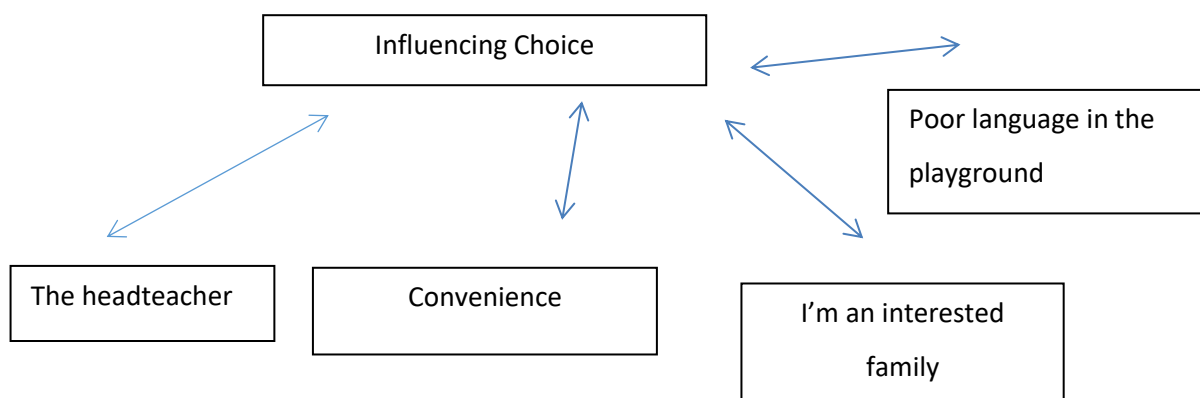 Influencing Choice
Poor language in the
playground
The headteacher
Convenience
I’m an interested
family